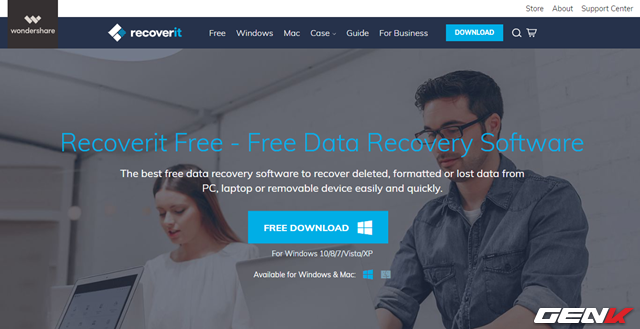 Store About Support Center
wondershare
recoverit Free Windows Mac Case Guide For Business DOWNLOAD
Recoverit Free - Free Data Recovery Software
The best free data recovery software to recover deleted, formatted or lost data from
PC, laptop or removable device easily and quickly.
FREE DOWNLOAD
For Windows 10/8/7/Vista/XP
Available for Windows & Mac:
GENK